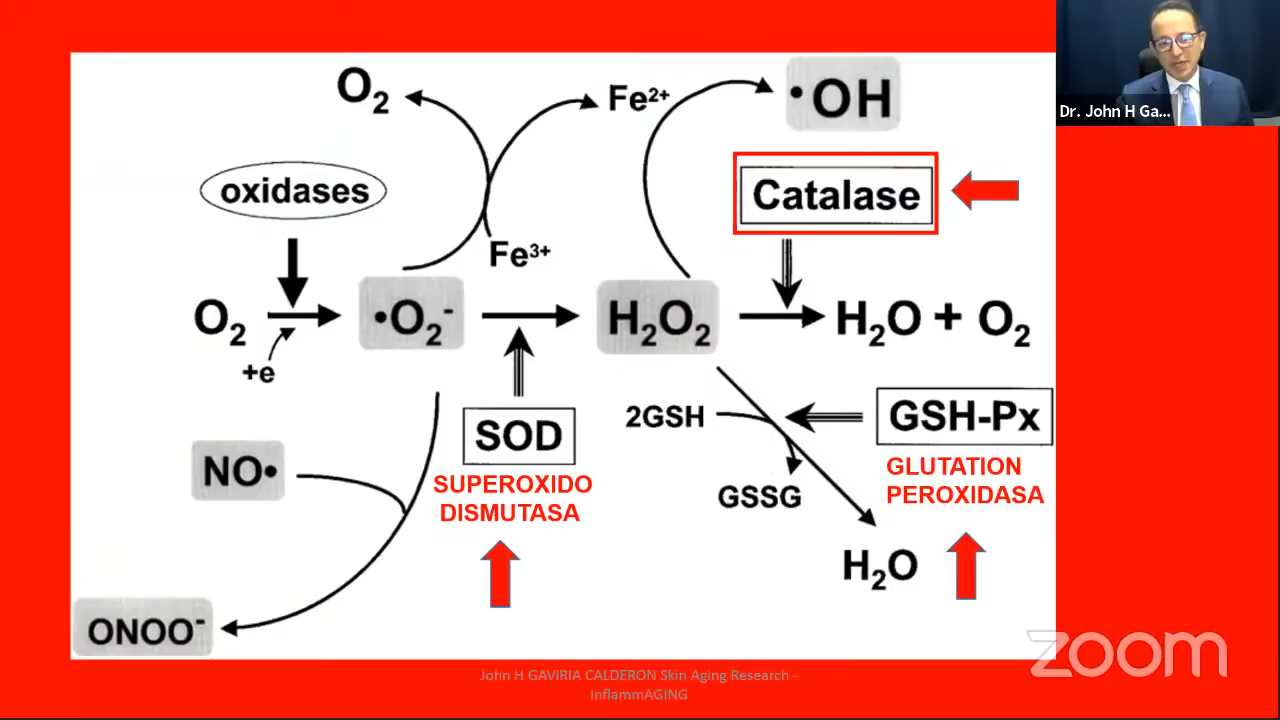 O₂
Fe²⁺
•OH
Dr. John H Ga...
oxidases
Catalase
Fe³⁺
O₂
•O₂⁻
H₂O₂
H₂O + O₂
+e
2GSH
GSH-Px
SOD
NO•
GLUTATION
PEROXIDASA
SUPEROXIDO
DISMUTASA
GSSG
H₂O
ONOO⁻
zoom
John H GAVIRIA CALDERON Skin Aging Research -
InflammAGING